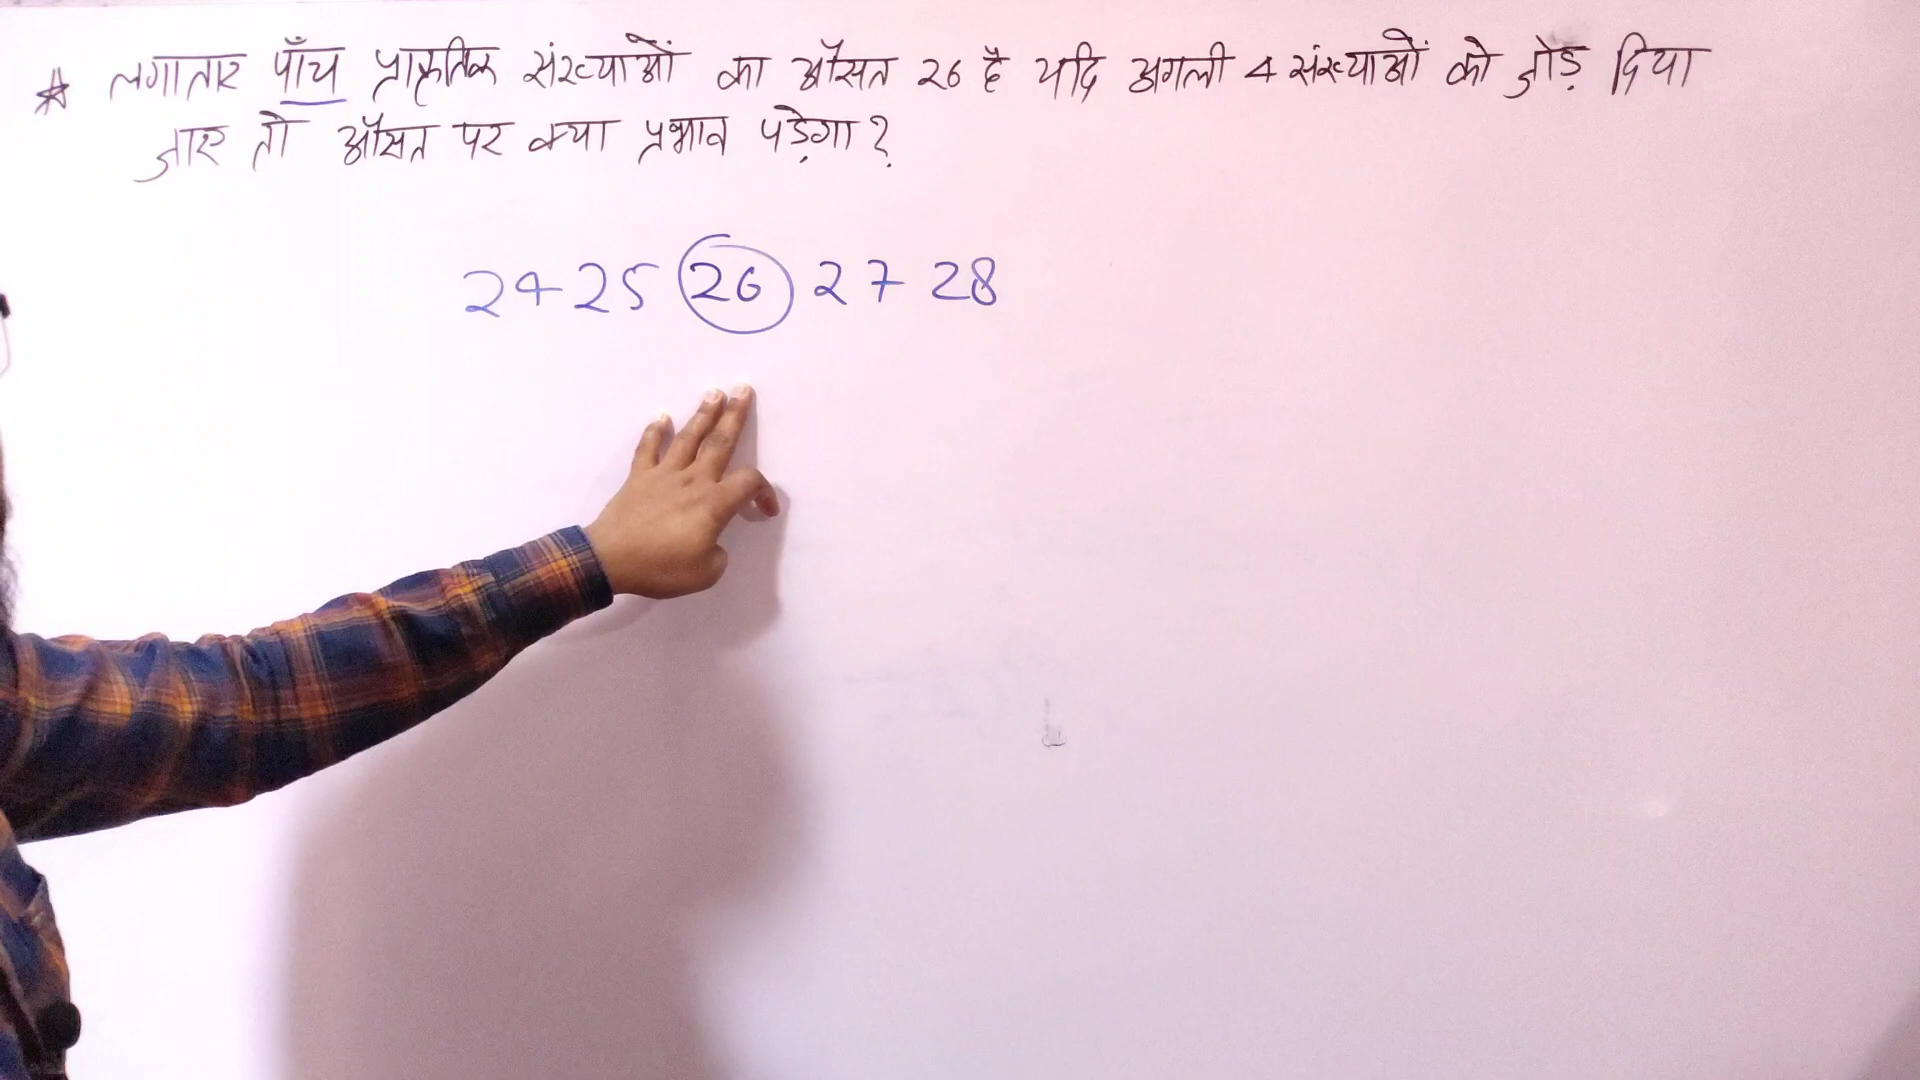 * लगातार पाँच प्राकृतिक संख्याओं का औसत 26 है यदि अगली 4 संख्याओं को जोड़ दिया
जाए तो औसत पर क्या प्रभाव पड़ेगा ?
24 25 26 27 28